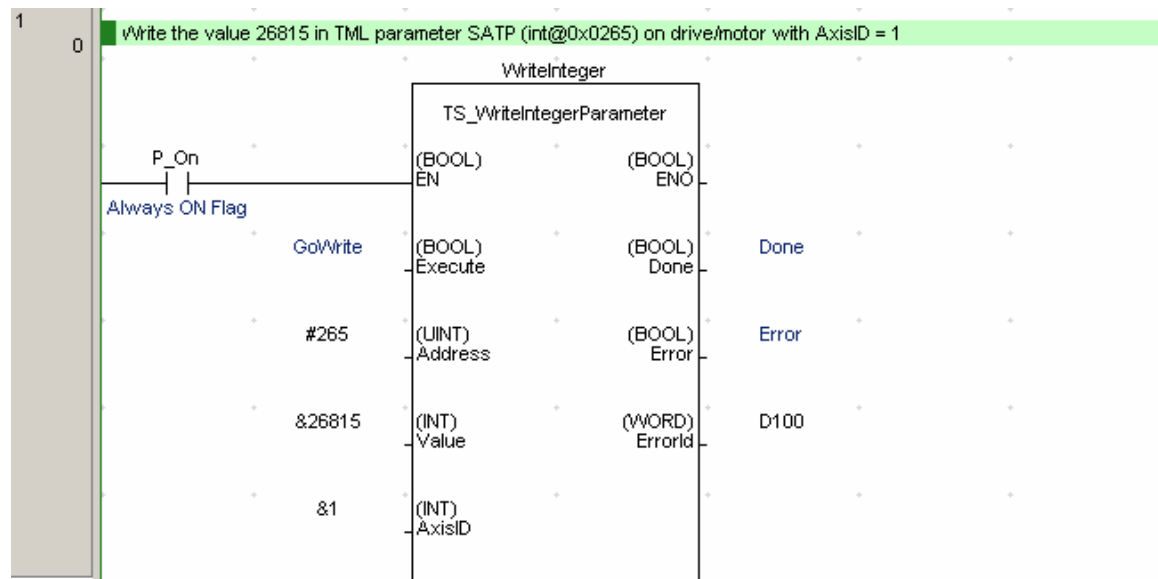 1
0
Write the value 26815 in TML parameter SATP (int@0x0265) on drive/motor with AxisID = 1
WriteInteger
TS_WriteIntegerParameter
P_On
(BOOL) (BOOL)
EN ENO
Always ON Flag
GoWrite (BOOL) (BOOL) Done
Execute Done
#265 (UINT) (BOOL) Error
Address Error
&26815 (INT) (WORD) D100
Value ErrorId
&1 (INT)
AxisID